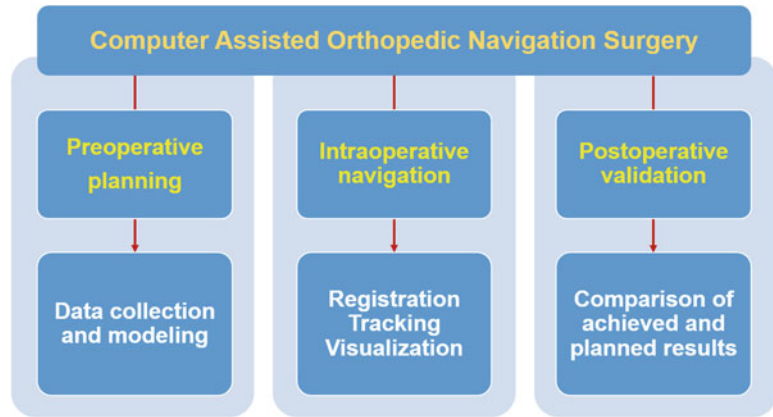 Computer Assisted Orthopedic Navigation Surgery
Preoperative
planning
Data collection
and modeling
Intraoperative
navigation
Registration
Tracking
Visualization
Postoperative
validation
Comparison of
achieved and
planned results